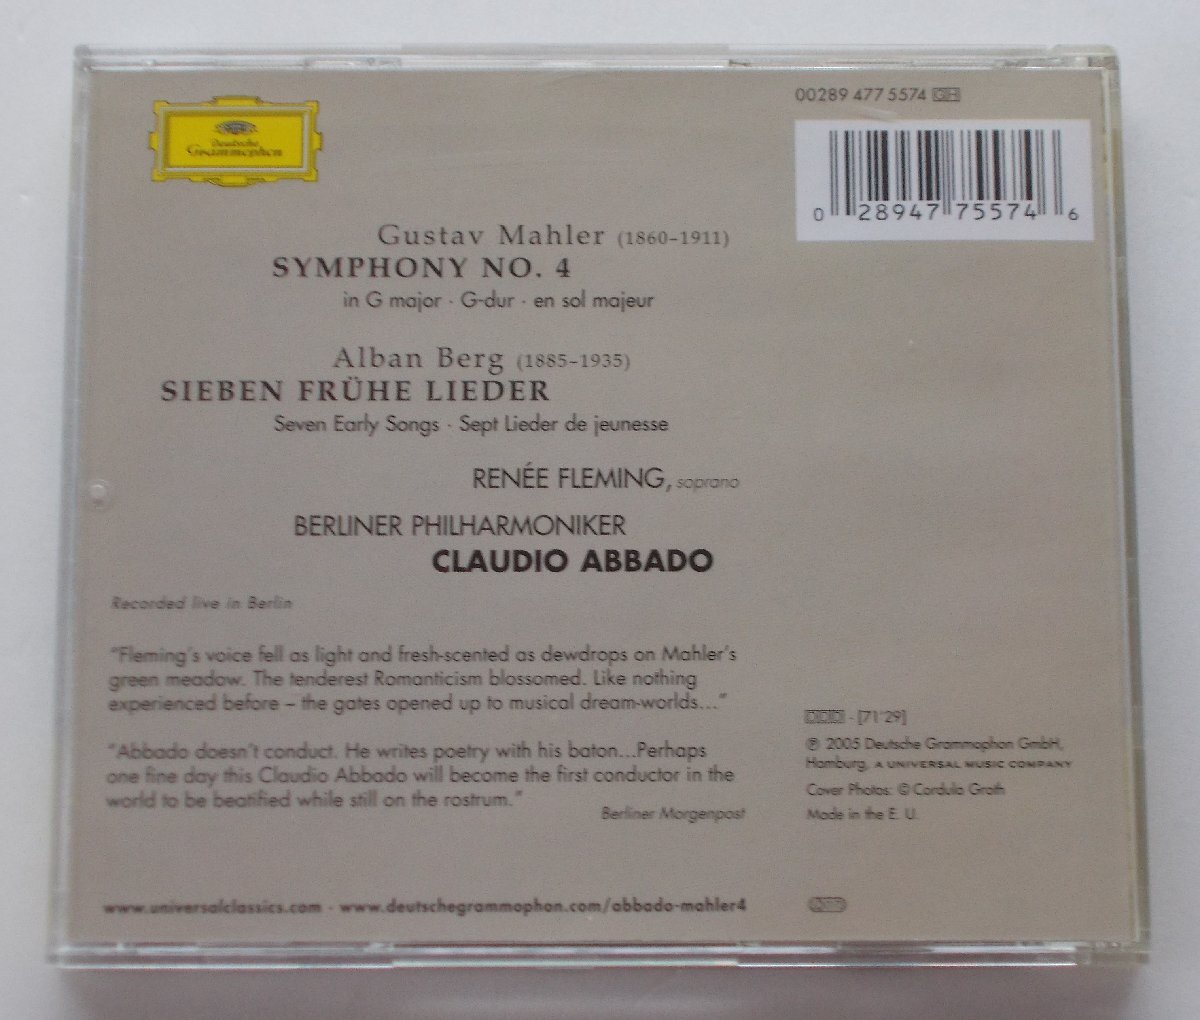 Deutsche
Grammophon
00289 477 5574 GH
0 28947 75574 6
Gustav Mahler (1860-1911)
SYMPHONY NO. 4
in G major · G-dur · en sol majeur
Alban Berg (1885-1935)
SIEBEN FRÜHE LIEDER
Seven Early Songs · Sept Lieder de jeunesse
RENÉE FLEMING, soprano
BERLINER PHILHARMONIKER
CLAUDIO ABBADO
Recorded live in Berlin
"Fleming's voice fell as light and fresh-scented as dewdrops on Mahler's
green meadow. The tenderest Romanticism blossomed. Like nothing
experienced before – the gates opened up to musical dream-worlds..."
"Abbado doesn't conduct. He writes poetry with his baton...Perhaps
one fine day this Claudio Abbado will become the first conductor in the
world to be beatified while still on the rostrum."
Berliner Morgenpost
DDD · [71'29]
℗ 2005 Deutsche Grammophon GmbH,
Hamburg, A UNIVERSAL MUSIC COMPANY
Cover Photos: © Cordula Groth
Made in the E. U.
www.universalclassics.com · www.deutschegrammophon.com/abbado-mahler4